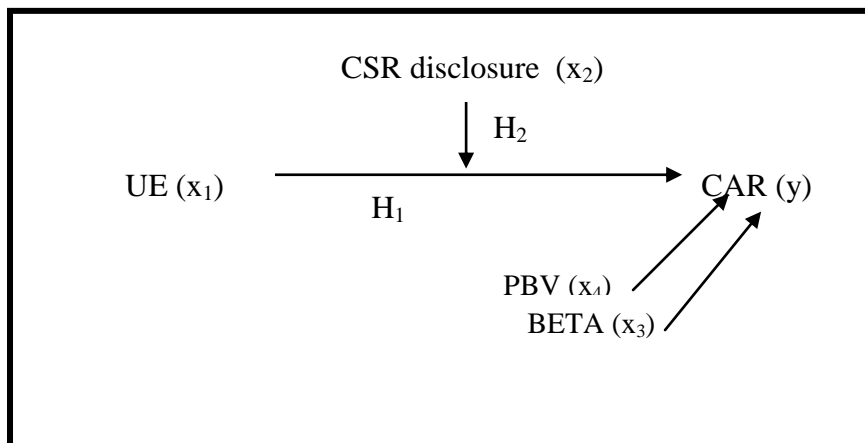 CSR disclosure (x₂)
H₂
UE (x₁)
CAR (y)
H₁
PBV (x₄)
BETA (x₃)